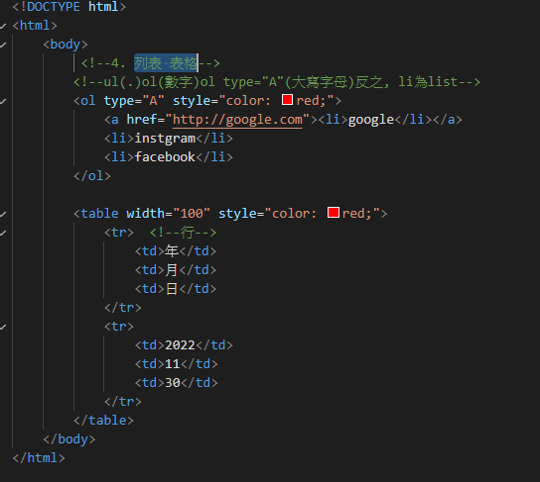 <!DOCTYPE html>
<html>
<body>
<!--4. 列表 表格-->
<!--ul(.)ol(數字)ol type="A"(大寫字母)反之, li為list-->
<ol type="A" style="color: red;">
<a href="http://google.com"><li>google</li></a>
<li>instgram</li>
<li>facebook</li>
</ol>
<table width="100" style="color: red;">
<tr> <!--行-->
<td>年</td>
<td>月</td>
<td>日</td>
</tr>
<tr>
<td>2022</td>
<td>11</td>
<td>30</td>
</tr>
</table>
</body>
</html>